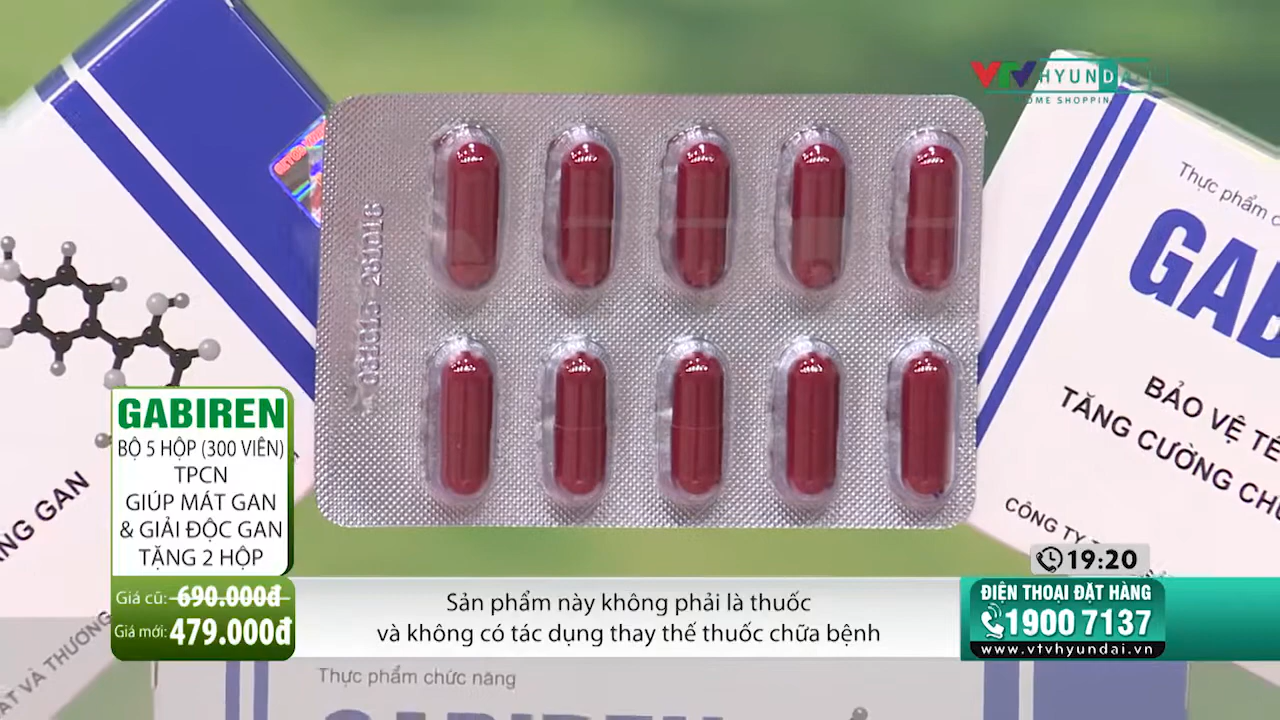 VTV HYUNDAI
HOME SHOPPING
Thực phẩm
GAB
BẢO VỆ TẾ
TĂNG CƯỜNG
CÔNG TY
GABIREN
BỘ 5 HỘP (300 VIÊN)
TPCN
GIÚP MÁT GAN
& GIẢI ĐỘC GAN
TẶNG 2 HỘP
Giá cũ: 690.000đ
Giá mới: 479.000đ
Sản phẩm này không phải là thuốc
và không có tác dụng thay thế thuốc chữa bệnh
19:20
ĐIỆN THOẠI ĐẶT HÀNG
1900 7137
www.vtvhyundai.vn
NG GAN
VÀ THƯƠNG
Thực phẩm chức năng
GABIREN